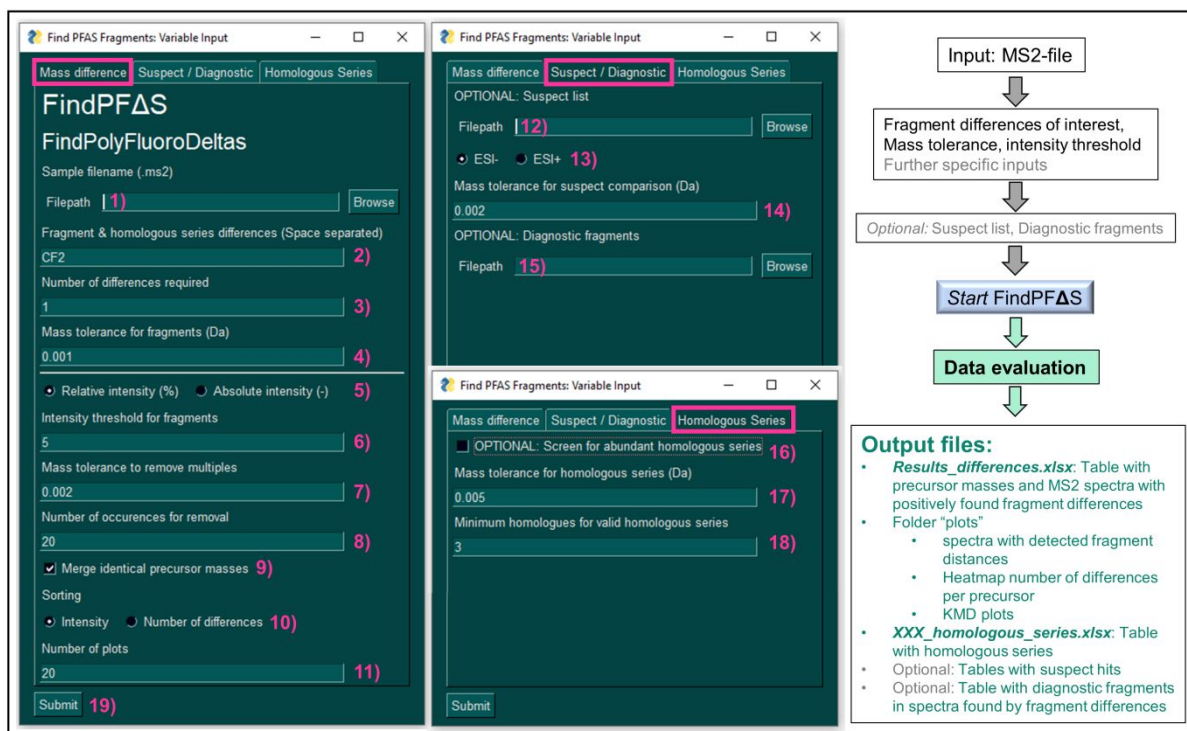 Find PFAS Fragments: Variable Input
Mass difference
Suspect / Diagnostic
Homologous Series
FindPFΔS
FindPolyFluoroDeltas
Sample filename (.ms2)
Filepath 1) Browse
Fragment & homologous series differences (Space separated)
CF2 2)
Number of differences required
1 3)
Mass tolerance for fragments (Da)
0.001 4)
Relative intensity (%) Absolute intensity (-) 5)
Intensity threshold for fragments
5 6)
Mass tolerance to remove multiples
0.002 7)
Number of occurences for removal
20 8)
Merge identical precursor masses 9)
Sorting
Intensity Number of differences 10)
Number of plots
20 11)
Submit 19)
Find PFAS Fragments: Variable Input
Mass difference
Suspect / Diagnostic
Homologous Series
OPTIONAL: Suspect list
Filepath 12) Browse
ESI- ESI+ 13)
Mass tolerance for suspect comparison (Da)
0.002 14)
OPTIONAL: Diagnostic fragments
Filepath 15) Browse
Find PFAS Fragments: Variable Input
Mass difference
Suspect / Diagnostic
Homologous Series
OPTIONAL: Screen for abundant homologous series 16)
Mass tolerance for homologous series (Da)
0.005 17)
Minimum homologues for valid homologous series
3 18)
Submit
Input: MS2-file
Fragment differences of interest,
Mass tolerance, intensity threshold
Further specific inputs
Optional: Suspect list, Diagnostic fragments
Start FindPFΔS
Data evaluation
Output files:
• Results_differences.xlsx: Table with
precursor masses and MS2 spectra with
positively found fragment differences
• Folder “plots”
• spectra with detected fragment
distances
• Heatmap number of differences
per precursor
• KMD plots
• XXX_homologous_series.xlsx: Table
with homologous series
• Optional: Tables with suspect hits
• Optional: Table with diagnostic fragments
in spectra found by fragment differences